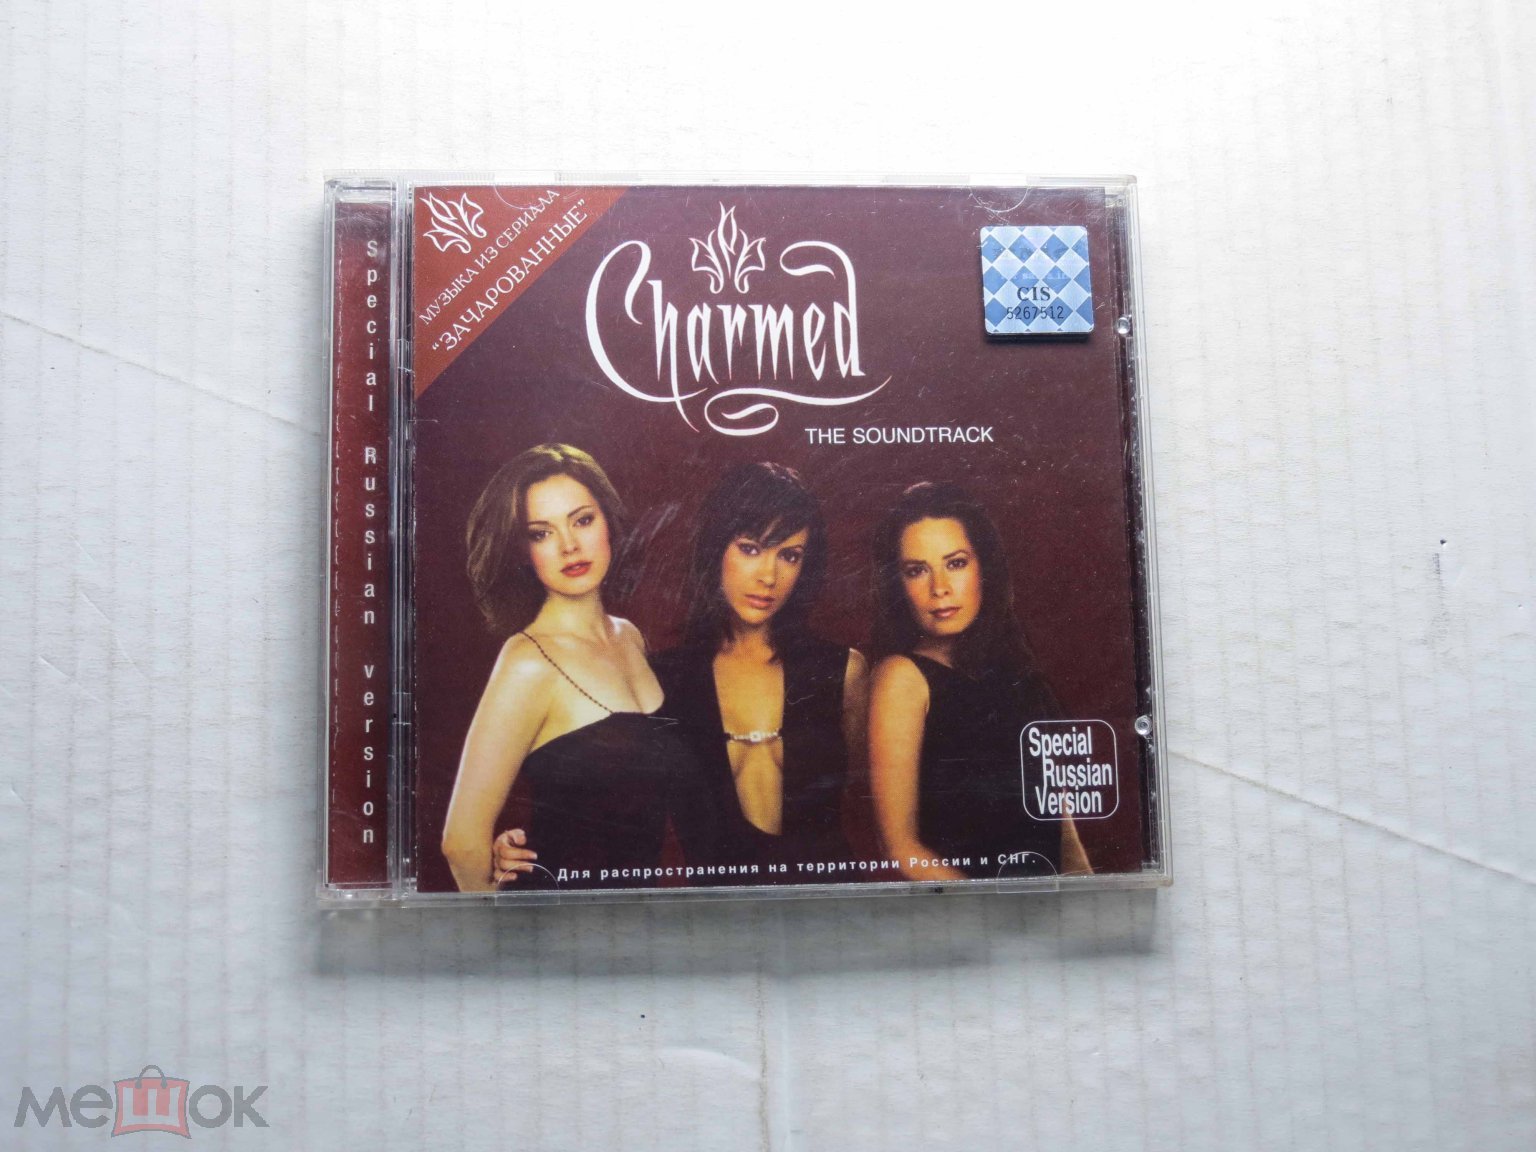 МУЗЫКА ИЗ СЕРИАЛА
“ЗАЧАРОВАННЫЕ”
Charmed
THE SOUNDTRACK
CIS
5267512
Special Russian version
Special
Russian
Version
Для распространения на территории России и СНГ.
мешок